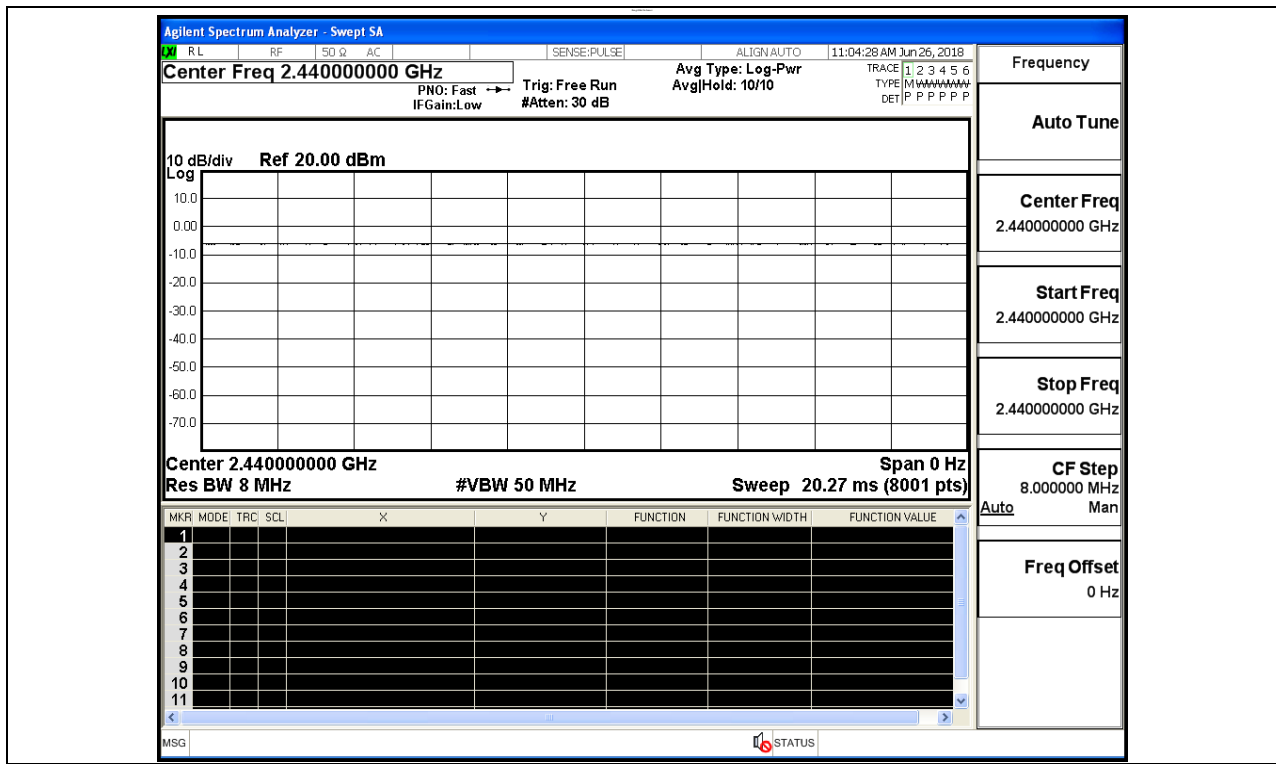 Agilent Spectrum Analyzer - Swept SA
LXI RL RF 50 Ω AC SENSE:PULSE ALIGN AUTO 11:04:28 AM Jun 26, 2018
Center Freq 2.440000000 GHz
PNO: Fast
IFGain:Low
Trig: Free Run
#Atten: 30 dB
Avg Type: Log-Pwr
Avg|Hold: 10/10
TRACE 1 2 3 4 5 6
TYPE M WWWWW
DET P P P P P P
10 dB/div Ref 20.00 dBm
Log
10.0
0.00
-10.0
-20.0
-30.0
-40.0
-50.0
-60.0
-70.0
Center 2.440000000 GHz Span 0 Hz
Res BW 8 MHz #VBW 50 MHz Sweep 20.27 ms (8001 pts)
MKR MODE TRC SCL X Y FUNCTION FUNCTION WIDTH FUNCTION VALUE
1
2
3
4
5
6
7
8
9
10
11
MSG STATUS
Frequency
Auto Tune
Center Freq
2.440000000 GHz
Start Freq
2.440000000 GHz
Stop Freq
2.440000000 GHz
CF Step
8.000000 MHz
Auto Man
Freq Offset
0 Hz